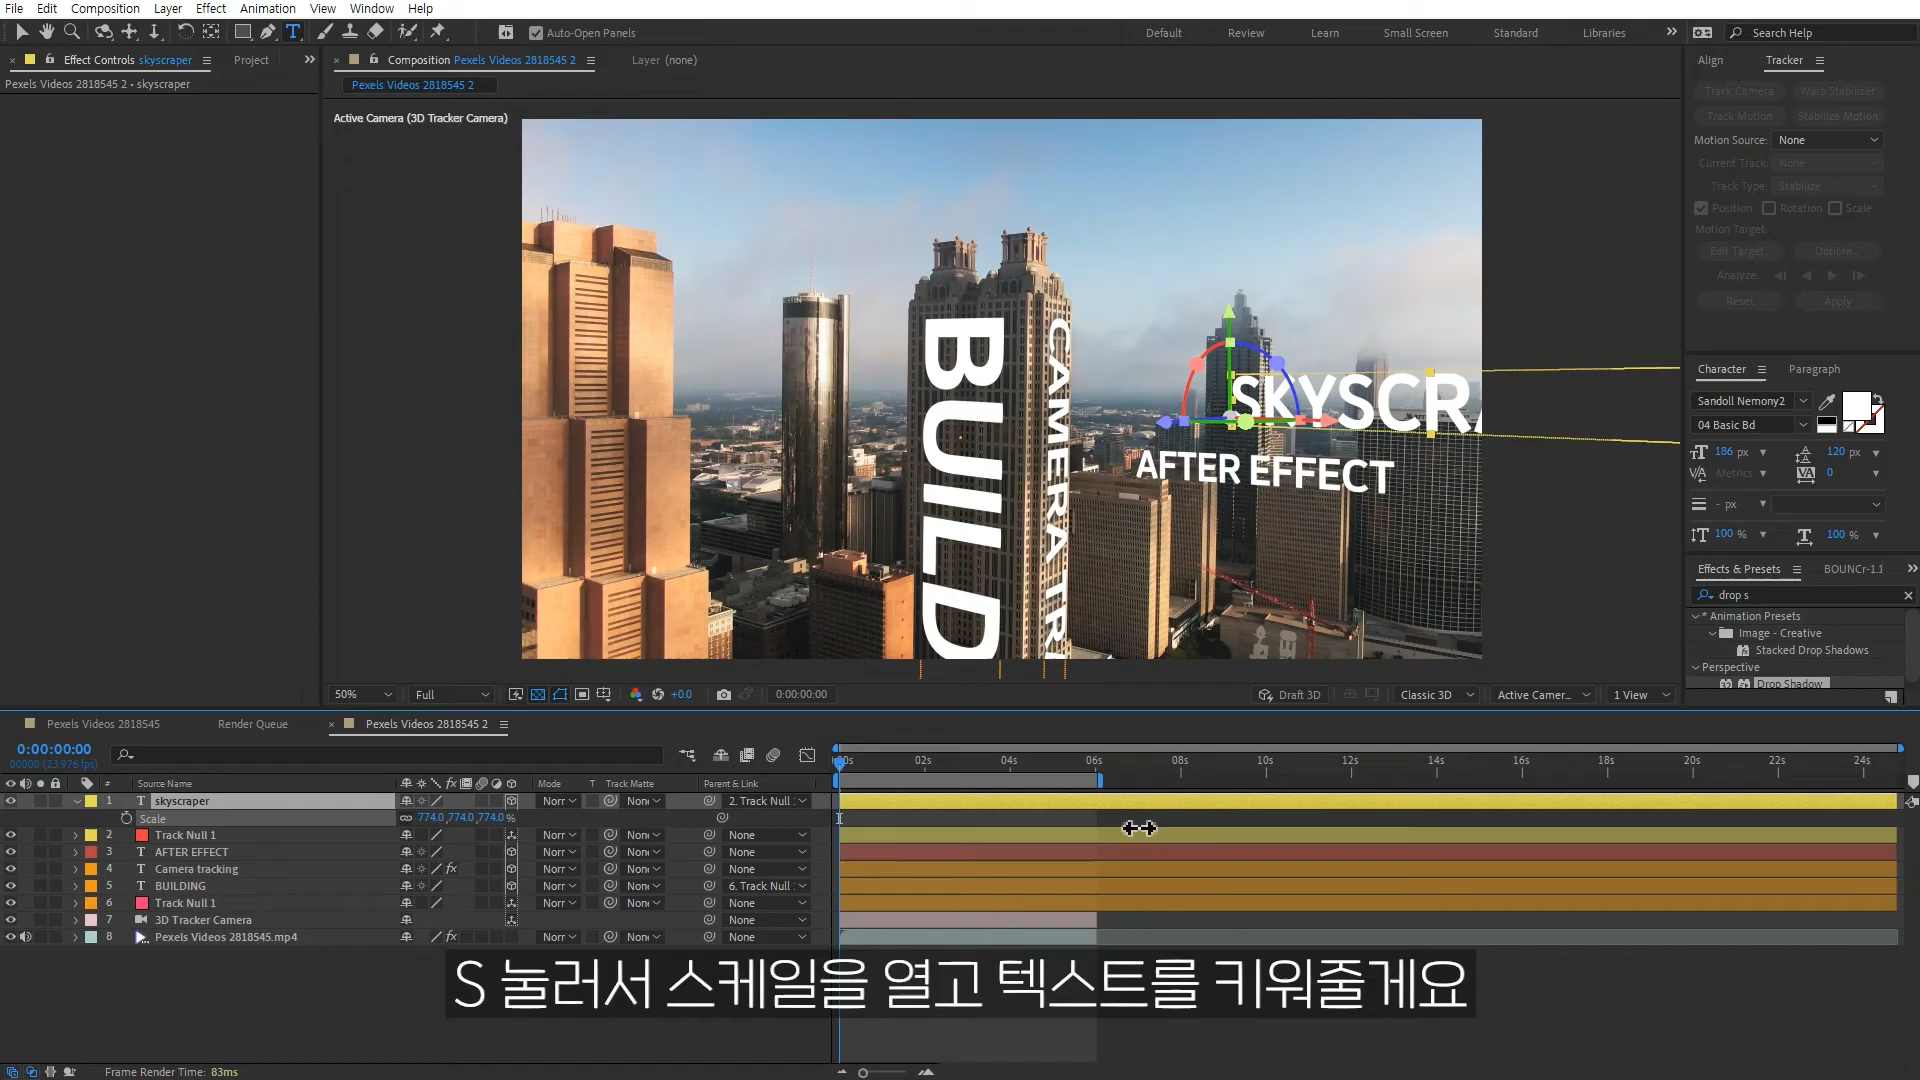 File Edit Composition Layer Effect Animation View Window Help
Auto-Open Panels
Default Review Learn Small Screen Standard Libraries
Search Help
Effect Controls skyscraper Project
Pexels Videos 2818545 2 • skyscraper
Composition Pexels Videos 2818545 2 Layer (none)
Pexels Videos 2818545 2
Active Camera (3D Tracker Camera)
BUILD
CAMERATR
SKYSCRA
AFTER EFFECT
Align Tracker
Track Camera Warp Stabilizer
Track Motion Stabilize Motion
Motion Source: None
Current Track: None
Track Type: Stabilize
Position Rotation Scale
Motion Target:
Edit Target... Options...
Analyze:
Reset Apply
Character Paragraph
Sandoll Nemony2
04 Basic Bd
186 px 120 px
Metrics 0
- px
100 % 100 %
Effects & Presets BOUNCr-1.1
drop s
* Animation Presets
Image - Creative
Stacked Drop Shadows
Perspective
Drop Shadow
50% Full +0.0 0:00:00:00 Draft 3D Classic 3D Active Camer... 1 View
Pexels Videos 2818545 Render Queue Pexels Videos 2818545 2
0:00:00:00
00000 (23.976 fps)
02s 04s 06s 08s 10s 12s 14s 16s 18s 20s 22s 24s
# Source Name Mode T Track Matte Parent & Link
1 T skyscraper Norr None 2. Track Null
Scale 774.0, 774.0, 774.0 %
2 Track Null 1 Norr None None
3 T AFTER EFFECT Norr None None
4 T Camera tracking Norr None None
5 T BUILDING Norr None 6. Track Null
6 Track Null 1 Norr None None
7 3D Tracker Camera None
8 Pexels Videos 2818545.mp4 Norr None None
S 눌러서 스케일을 열고 텍스트를 키워줄게요
Frame Render Time: 83ms